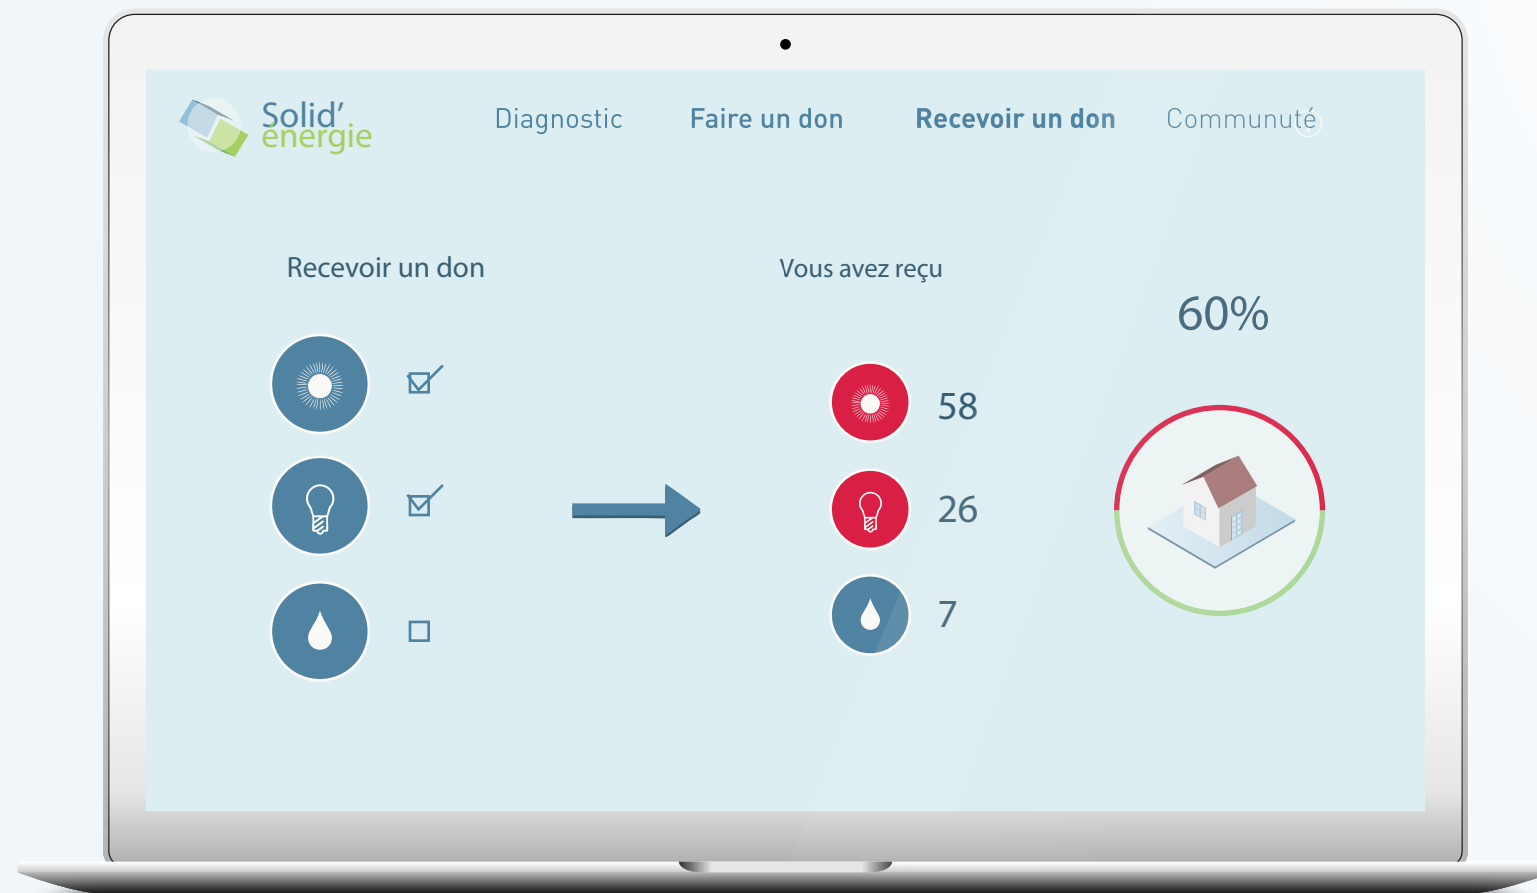 Solid'
énergie
Diagnostic
Faire un don
Recevoir un don
Communuté
Recevoir un don
Vous avez reçu
60%
58
26
7